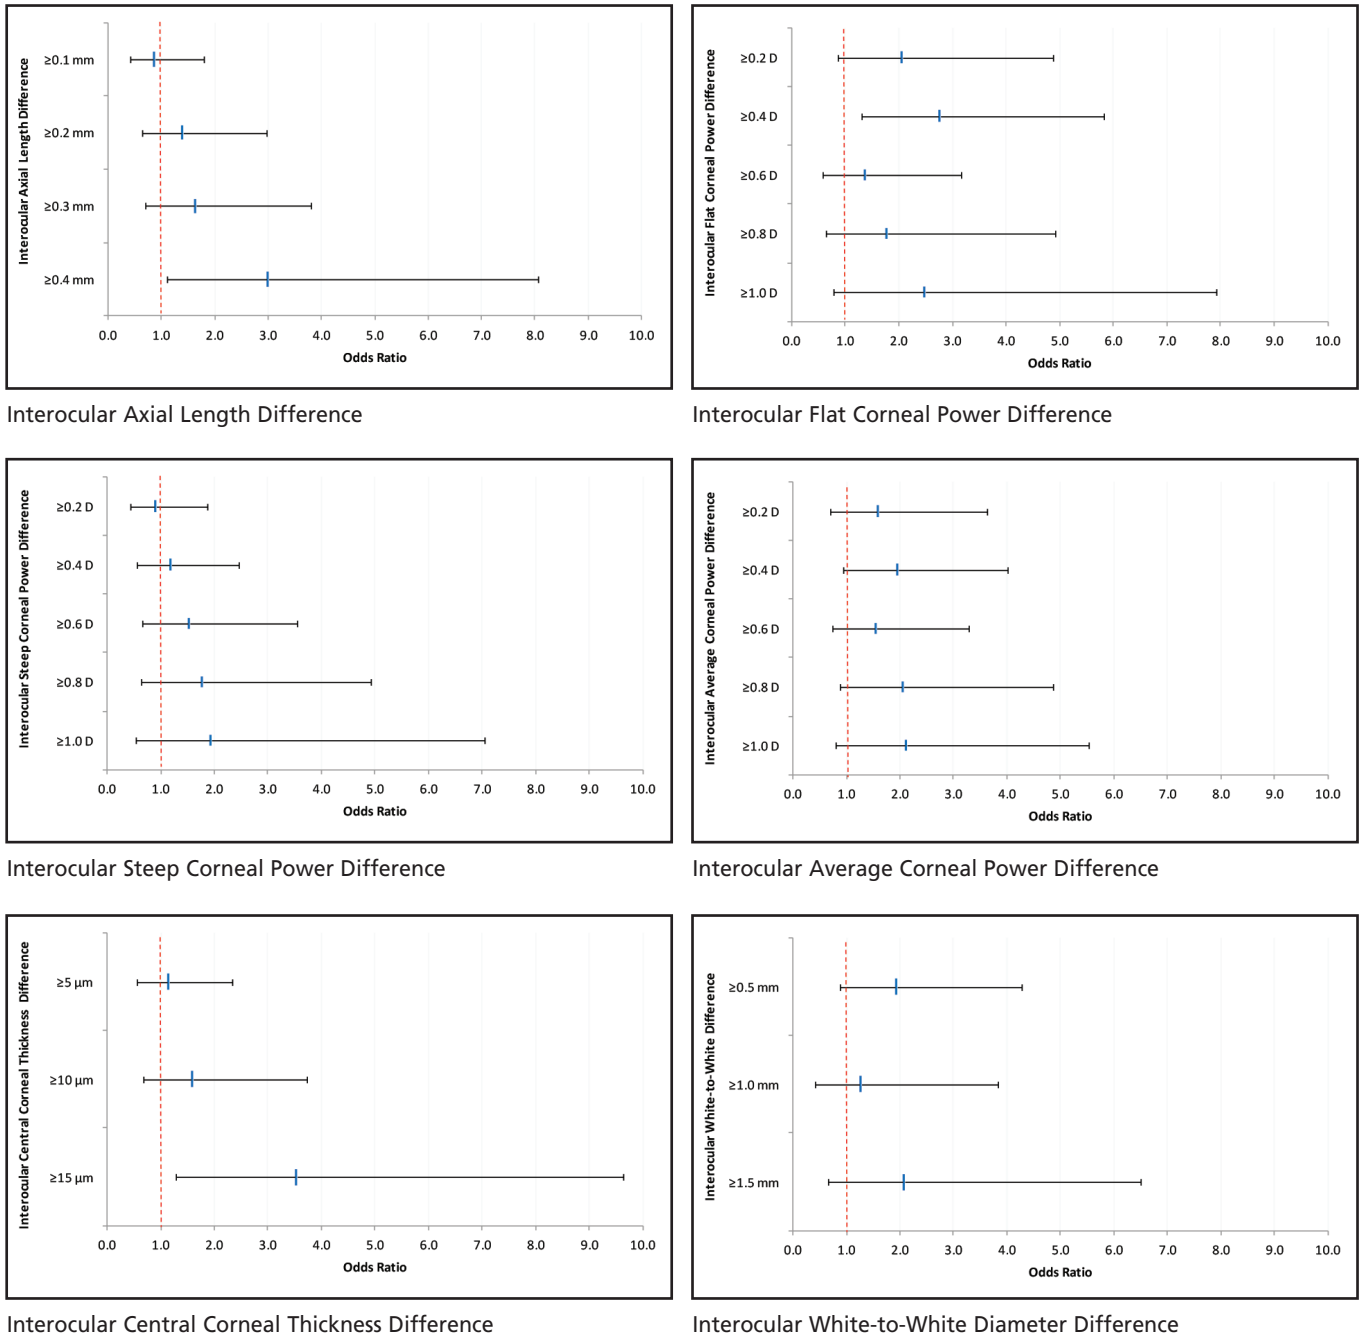 Interocular Axial Length Difference
≥0.1 mm
≥0.2 mm
≥0.3 mm
≥0.4 mm
0.0 1.0 2.0 3.0 4.0 5.0 6.0 7.0 8.0 9.0 10.0
Odds Ratio
Interocular Axial Length Difference
Interocular Flat Corneal Power Difference
≥0.2 D
≥0.4 D
≥0.6 D
≥0.8 D
≥1.0 D
0.0 1.0 2.0 3.0 4.0 5.0 6.0 7.0 8.0 9.0 10.0
Odds Ratio
Interocular Flat Corneal Power Difference
Interocular Steep Corneal Power Difference
≥0.2 D
≥0.4 D
≥0.6 D
≥0.8 D
≥1.0 D
0.0 1.0 2.0 3.0 4.0 5.0 6.0 7.0 8.0 9.0 10.0
Odds Ratio
Interocular Steep Corneal Power Difference
Interocular Average Corneal Power Difference
≥0.2 D
≥0.4 D
≥0.6 D
≥0.8 D
≥1.0 D
0.0 1.0 2.0 3.0 4.0 5.0 6.0 7.0 8.0 9.0 10.0
Odds Ratio
Interocular Average Corneal Power Difference
Interocular Central Corneal Thickness Difference
≥5 µm
≥10 µm
≥15 µm
0.0 1.0 2.0 3.0 4.0 5.0 6.0 7.0 8.0 9.0 10.0
Odds Ratio
Interocular Central Corneal Thickness Difference
Interocular White-to-White Difference
≥0.5 mm
≥1.0 mm
≥1.5 mm
0.0 1.0 2.0 3.0 4.0 5.0 6.0 7.0 8.0 9.0 10.0
Odds Ratio
Interocular White-to-White Diameter Difference